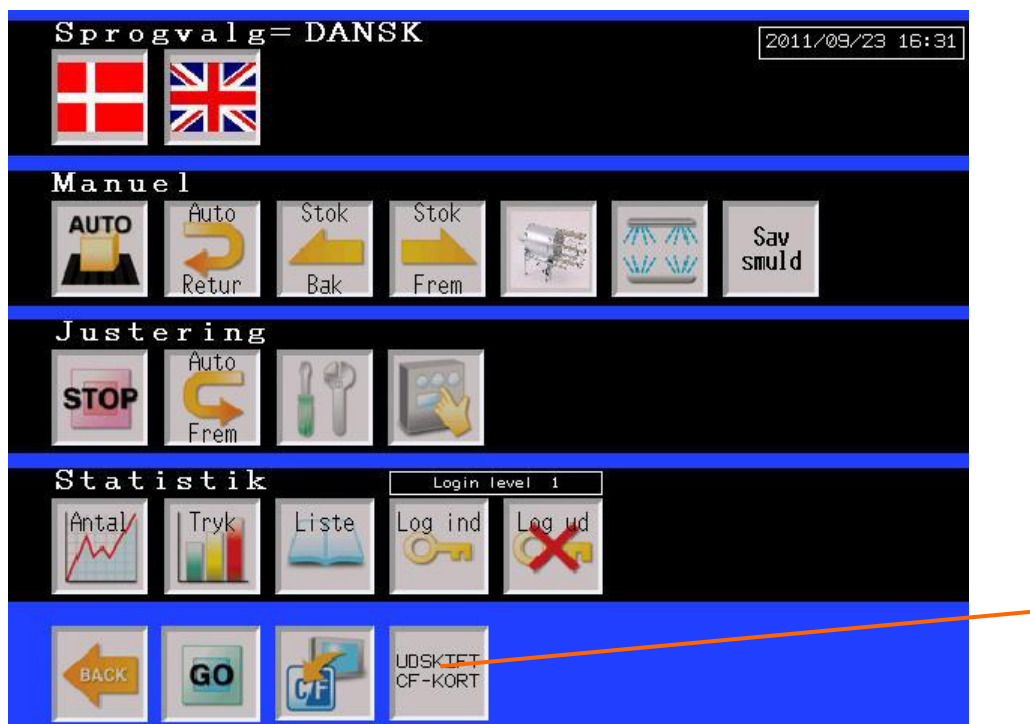 Sprogvalg= DANSK
2011/09/23 16:31
Manuel
AUTO
Auto
Retur
Stok
Bak
Stok
Frem
Sav
smuld
Justering
STOP
Auto
Frem
Statistik
Login level 1
Antal
Tryk
Liste
Log ind
Log ud
BACK
GO
C/F
UDSKIFT
CF-KORT